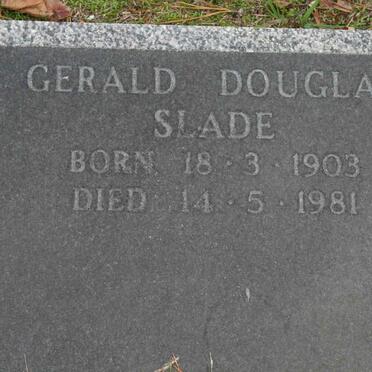 GERALD DOUGLA
SLADE
BORN 18·3·1903
DIED 14·5·1981